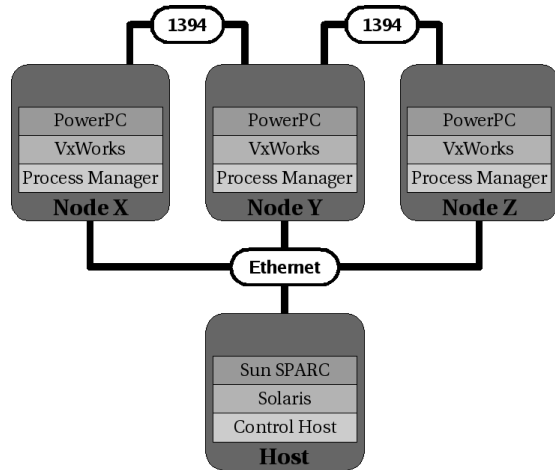 1394
1394
PowerPC
VxWorks
Process Manager
Node X
PowerPC
VxWorks
Process Manager
Node Y
PowerPC
VxWorks
Process Manager
Node Z
Ethernet
Sun SPARC
Solaris
Control Host
Host